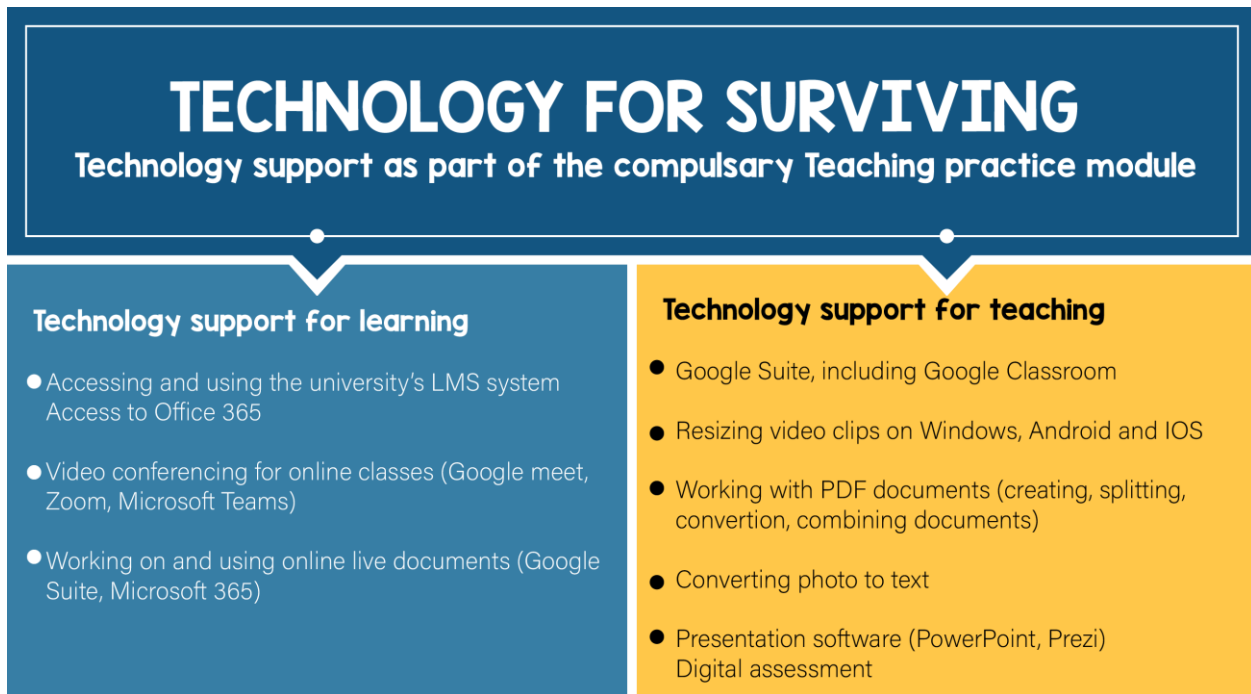 TECHNOLOGY FOR SURVIVING
Technology support as part of the compulsary Teaching practice module
Technology support for learning
● Accessing and using the university's LMS system
Access to Office 365
● Video conferencing for online classes (Google meet,
Zoom, Microsoft Teams)
● Working on and using online live documents (Google
Suite, Microsoft 365)
Technology support for teaching
● Google Suite, including Google Classroom
● Resizing video clips on Windows, Android and IOS
● Working with PDF documents (creating, splitting,
convertion, combining documents)
● Converting photo to text
● Presentation software (PowerPoint, Prezi)
Digital assessment